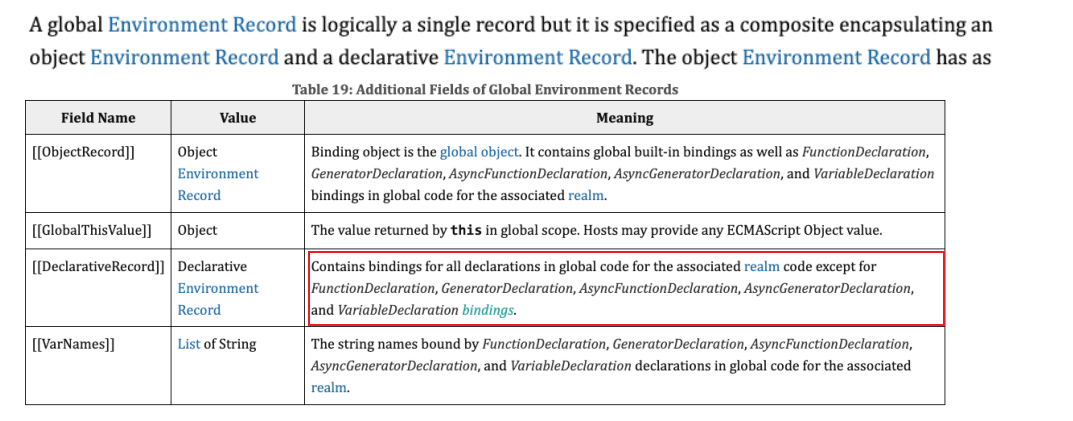 A global Environment Record is logically a single record but it is specified as a composite encapsulating an
object Environment Record and a declarative Environment Record. The object Environment Record has as
Table 19: Additional Fields of Global Environment Records
Field Name Value Meaning
[[ObjectRecord]] Object Environment Record Binding object is the global object. It contains global built-in bindings as well as FunctionDeclaration,
GeneratorDeclaration, AsyncFunctionDeclaration, AsyncGeneratorDeclaration, and VariableDeclaration
bindings in global code for the associated realm.
[[GlobalThisValue]] Object The value returned by this in global scope. Hosts may provide any ECMAScript Object value.
[[DeclarativeRecord]] Declarative Environment Record Contains bindings for all declarations in global code for the associated realm code except for
FunctionDeclaration, GeneratorDeclaration, AsyncFunctionDeclaration, AsyncGeneratorDeclaration,
and VariableDeclaration bindings.
[[VarNames]] List of String The string names bound by FunctionDeclaration, GeneratorDeclaration, AsyncFunctionDeclaration,
AsyncGeneratorDeclaration, and VariableDeclaration declarations in global code for the associated
realm.